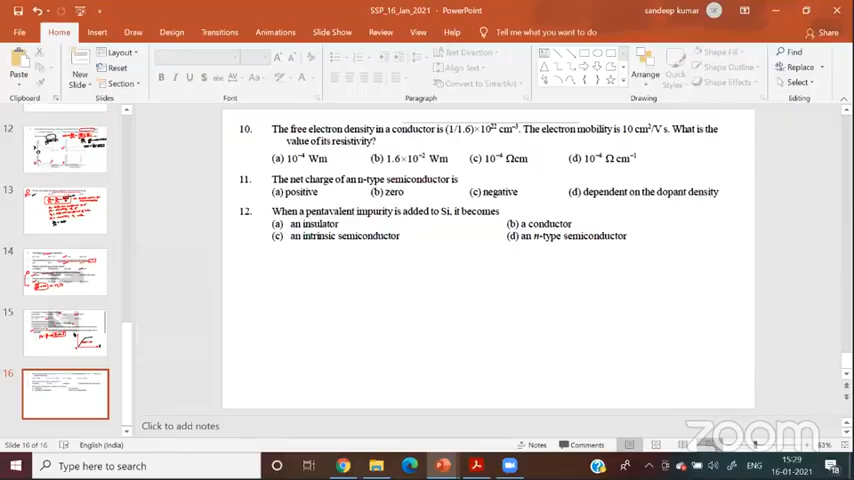 SSP_16_Jan_2021 - PowerPoint
sandeep kumar
SK
File Home Insert Draw Design Transitions Animations Slide Show Review View Help Tell me what you want to do Share
Paste
New
Slide
Layout
Reset
Section
B I U S
Text Direction
Align Text
Convert to SmartArt
Arrange
Quick
Styles
Shape Fill
Shape Outline
Shape Effects
Find
Replace
Select
Clipboard Slides Font Paragraph Drawing Editing
12
13
14
15
16
10. The free electron density in a conductor is (1/1.6)×10²² cm⁻³. The electron mobility is 10 cm²/V s. What is the
value of its resistivity?
(a) 10⁻⁴ Wm (b) 1.6×10⁻² Wm (c) 10⁻⁴ Ωcm (d) 10⁻⁴ Ω cm⁻¹
11. The net charge of an n-type semiconductor is
(a) positive (b) zero (c) negative (d) dependent on the dopant density
12. When a pentavalent impurity is added to Si, it becomes
(a) an insulator (b) a conductor
(c) an intrinsic semiconductor (d) an n-type semiconductor
Click to add notes
zoom
Slide 16 of 16 English (India) Notes Comments 63%
Type here to search
ENG
15:29
16-01-2021